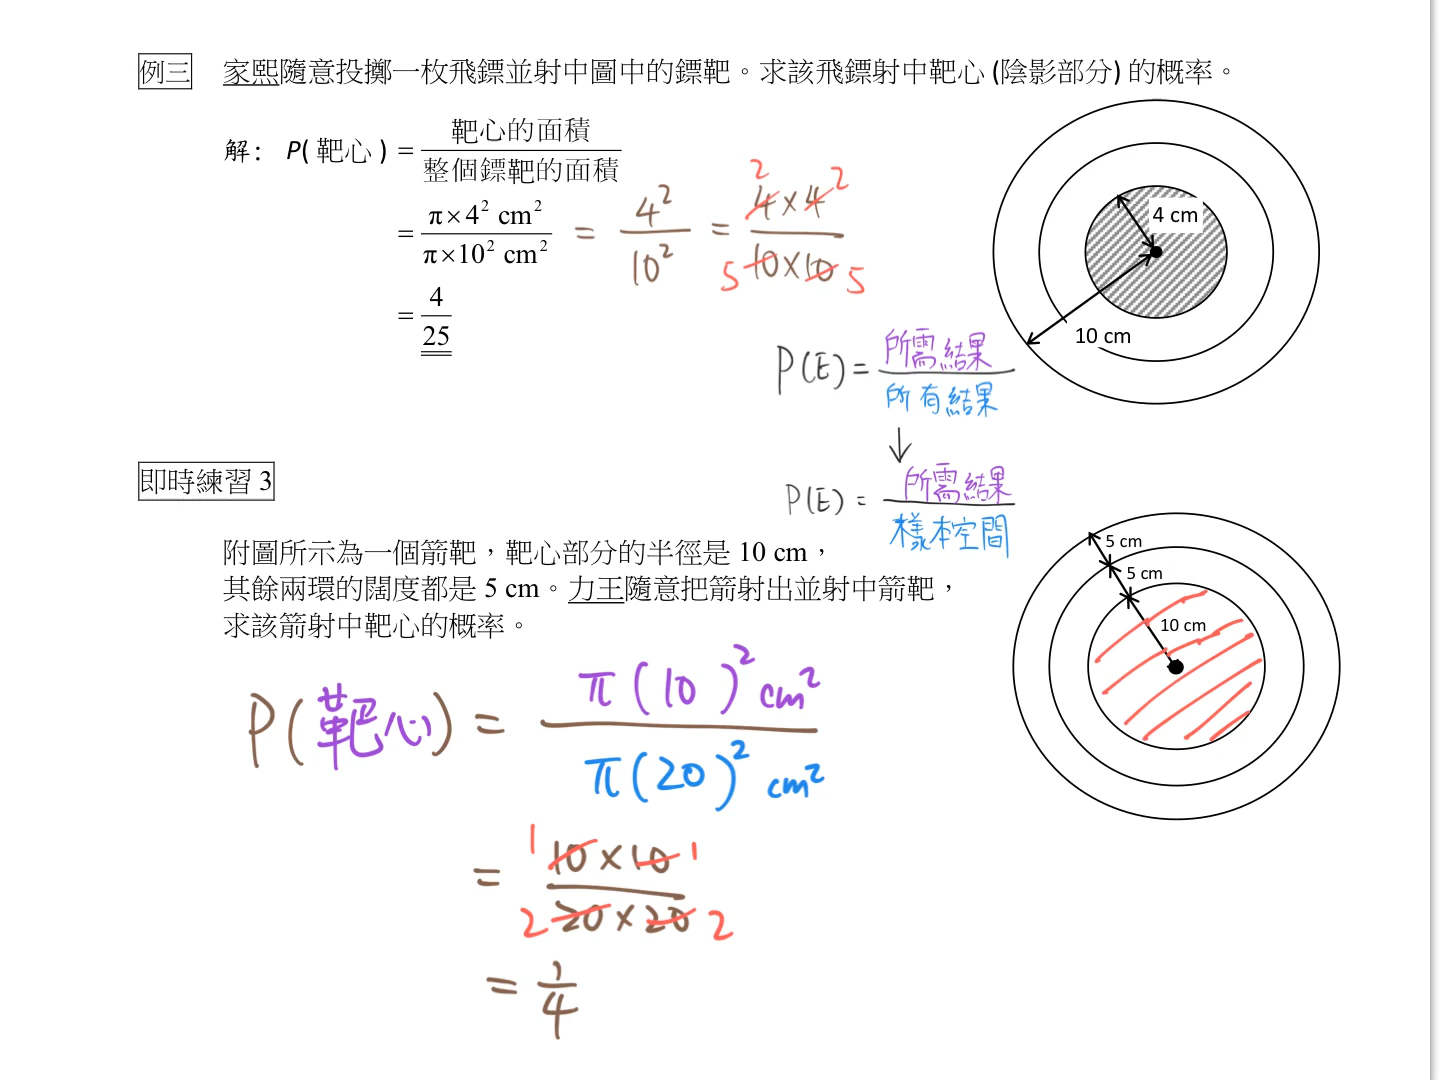 例三 家熙隨意投擲一枚飛鏢並射中圖中的鏢靶。求該飛鏢射中靶心 (陰影部分) 的概率。
解： P( 靶心 ) = 靶心的面積 / 整個鏢靶的面積
= π × 4² cm² / π × 10² cm² = 4² / 10² = 4 × 4 / 10 × 10
2 2
5 5
= 4 / 25
4 cm
10 cm
P(E) = 所需結果 / 所有結果
↓
P(E) = 所需結果 / 樣本空間
即時練習 3
附圖所示為一個箭靶，靶心部分的半徑是 10 cm，
其餘兩環的闊度都是 5 cm。力王隨意把箭射出並射中箭靶，
求該箭射中靶心的概率。
5 cm
5 cm
10 cm
P(靶心) = π(10)² cm² / π(20)² cm²
= 10 × 10 / 20 × 20
1 1
2 2
= 1 / 4